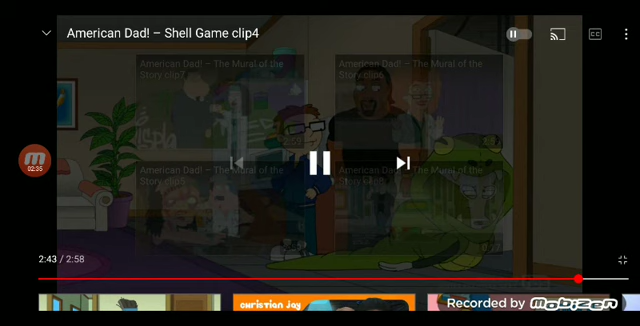 American Dad! – Shell Game clip4
CC
American Dad! – The Mural of the
Story clip7
American Dad! – The Mural of the
Story clip6
02:35
American Dad! – The Mural of the
Story clip5
American Dad! – The Mural of the
2:43 / 2:58
christian Jay
Recorded by mobizen